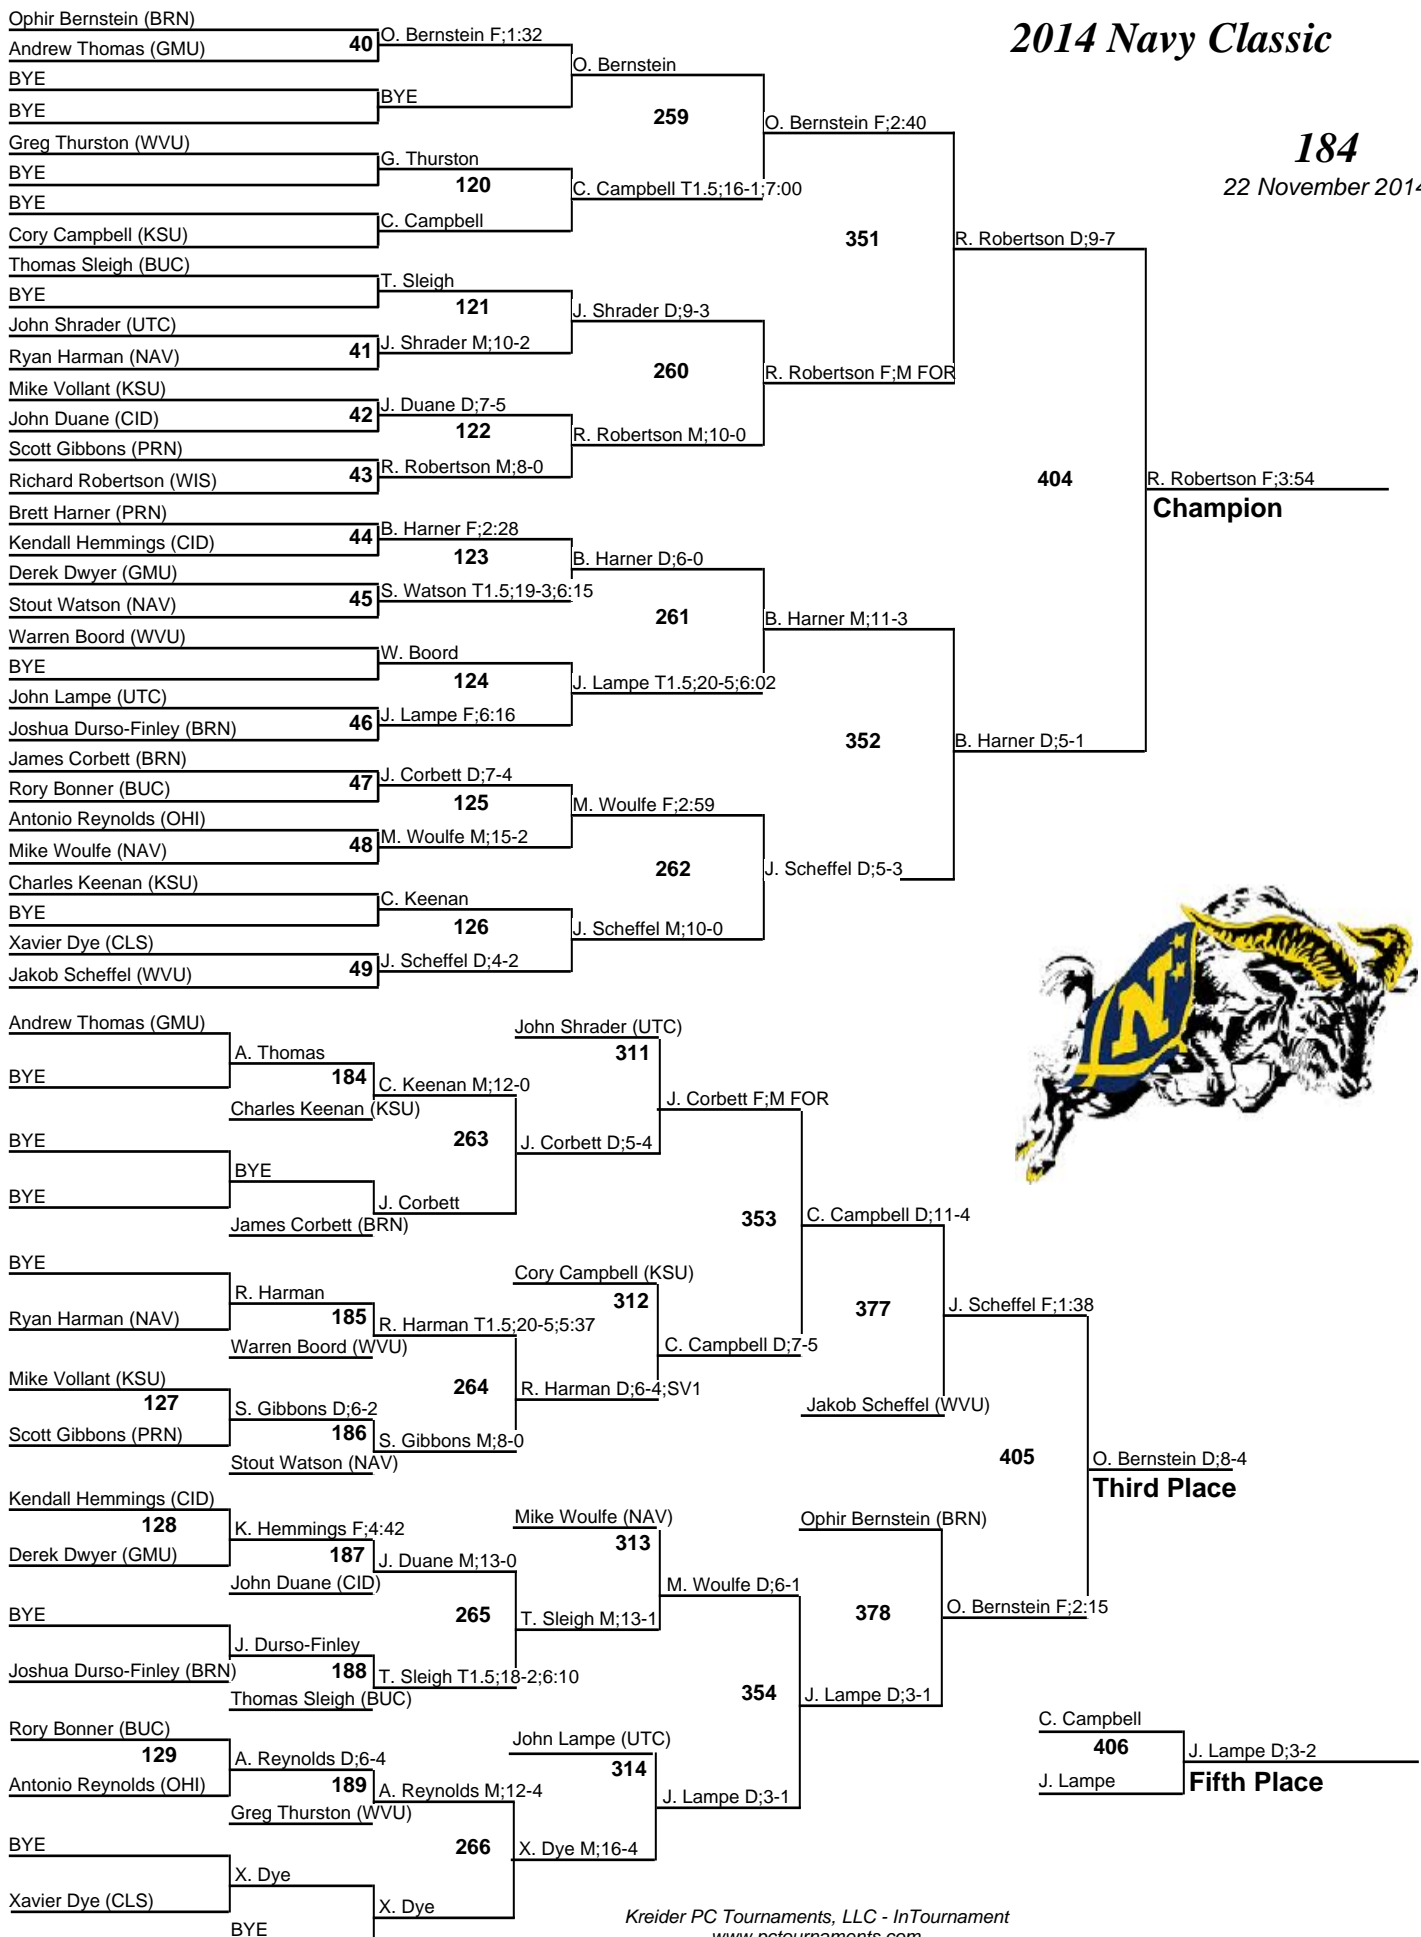 2014 Navy Classic
184
22 November 2014
Ophir Bernstein (BRN)
Andrew Thomas (GMU)
40
O. Bernstein F;1:32
BYE
BYE
BYE
O. Bernstein
259
Greg Thurston (WVU)
BYE
G. Thurston
120
BYE
Cory Campbell (KSU)
C. Campbell
C. Campbell T1.5;16-1;7:00
O. Bernstein F;2:40
351
Thomas Sleigh (BUC)
BYE
T. Sleigh
121
John Shrader (UTC)
Ryan Harman (NAV)
41
J. Shrader M;10-2
J. Shrader D;9-3
260
Mike Vollant (KSU)
John Duane (CID)
42
J. Duane D;7-5
122
Scott Gibbons (PRN)
Richard Robertson (WIS)
43
R. Robertson M;8-0
R. Robertson M;10-0
R. Robertson F;M FOR
R. Robertson D;9-7
404
R. Robertson F;3:54
Champion
Brett Harner (PRN)
Kendall Hemmings (CID)
44
B. Harner F;2:28
123
Derek Dwyer (GMU)
Stout Watson (NAV)
45
S. Watson T1.5;19-3;6:15
B. Harner D;6-0
261
Warren Boord (WVU)
BYE
W. Boord
124
John Lampe (UTC)
Joshua Durso-Finley (BRN)
46
J. Lampe F;6:16
J. Lampe T1.5;20-5;6:02
B. Harner M;11-3
352
B. Harner D;5-1
James Corbett (BRN)
Rory Bonner (BUC)
47
J. Corbett D;7-4
125
Antonio Reynolds (OHI)
Mike Woulfe (NAV)
48
M. Woulfe M;15-2
M. Woulfe F;2:59
262
J. Scheffel D;5-3
Charles Keenan (KSU)
BYE
C. Keenan
126
Xavier Dye (CLS)
Jakob Scheffel (WVU)
49
J. Scheffel D;4-2
J. Scheffel M;10-0
N
Andrew Thomas (GMU)
BYE
A. Thomas
184
Charles Keenan (KSU)
C. Keenan M;12-0
263
BYE
BYE
BYE
James Corbett (BRN)
J. Corbett
J. Corbett D;5-4
John Shrader (UTC)
311
J. Corbett F;M FOR
353
BYE
Ryan Harman (NAV)
R. Harman
185
Warren Boord (WVU)
R. Harman T1.5;20-5;5:37
264
Mike Vollant (KSU)
127
Scott Gibbons (PRN)
S. Gibbons D;6-2
186
Stout Watson (NAV)
S. Gibbons M;8-0
R. Harman D;6-4;SV1
Cory Campbell (KSU)
312
C. Campbell D;7-5
C. Campbell D;11-4
377
Jakob Scheffel (WVU)
J. Scheffel F;1:38
405
O. Bernstein D;8-4
Third Place
Kendall Hemmings (CID)
128
Derek Dwyer (GMU)
K. Hemmings F;4:42
187
John Duane (CID)
J. Duane M;13-0
265
BYE
Joshua Durso-Finley (BRN)
J. Durso-Finley
188
Thomas Sleigh (BUC)
T. Sleigh T1.5;18-2;6:10
T. Sleigh M;13-1
Mike Woulfe (NAV)
313
M. Woulfe D;6-1
354
Ophir Bernstein (BRN)
378
O. Bernstein F;2:15
J. Lampe D;3-1
Rory Bonner (BUC)
129
Antonio Reynolds (OHI)
A. Reynolds D;6-4
189
Greg Thurston (WVU)
A. Reynolds M;12-4
266
BYE
Xavier Dye (CLS)
X. Dye
BYE
X. Dye
X. Dye M;16-4
John Lampe (UTC)
314
J. Lampe D;3-1
C. Campbell
406
J. Lampe
J. Lampe D;3-2
Fifth Place
Kreider PC Tournaments, LLC - InTournament
www.pctournaments.com